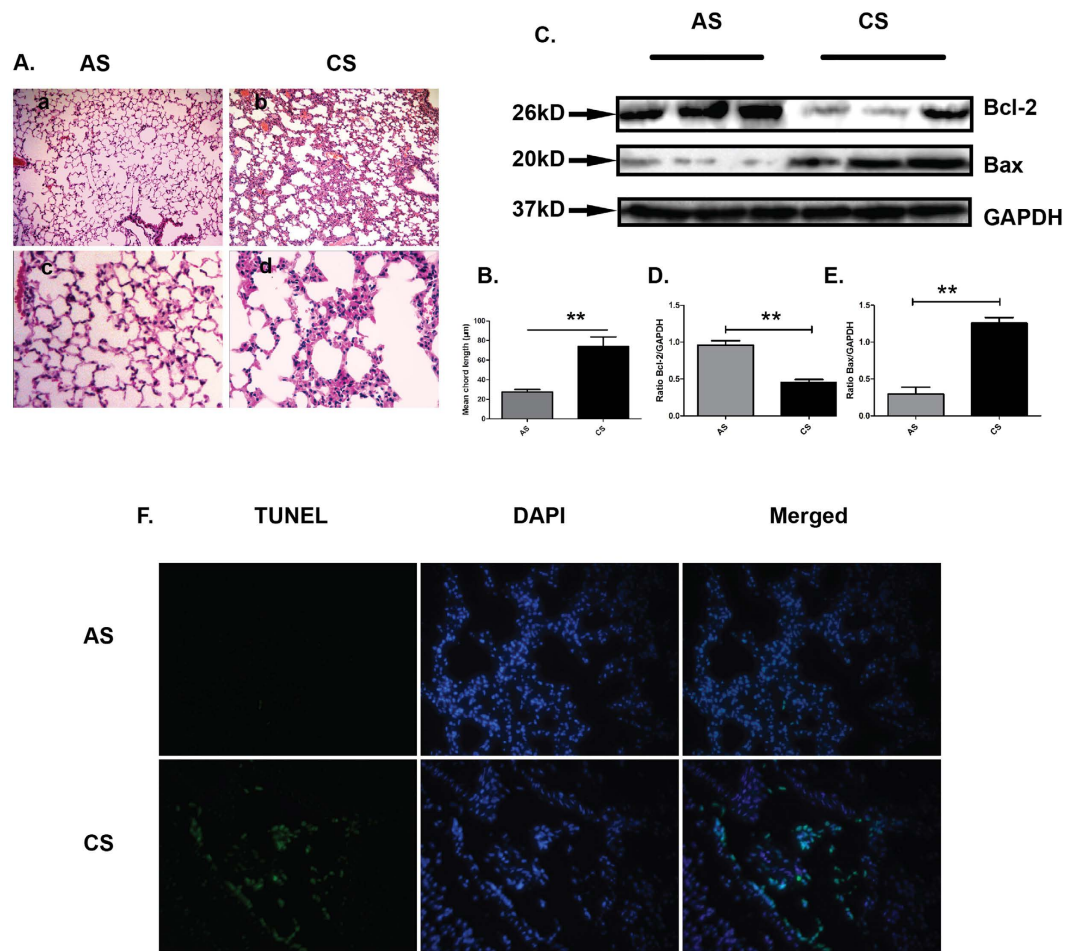 A.
AS
CS
a
b
c
d
C.
AS
CS
26kD
Bcl-2
20kD
Bax
37kD
GAPDH
B.
Mean chord length (μm)
100
80
60
40
20
0
**
AS
CS
D.
Ratio Bcl-2/GAPDH
1.5
1.0
0.5
0.0
**
AS
CS
E.
Ratio Bax/GAPDH
1.5
1.0
0.5
0.0
**
AS
CS
F.
TUNEL
DAPI
Merged
AS
CS